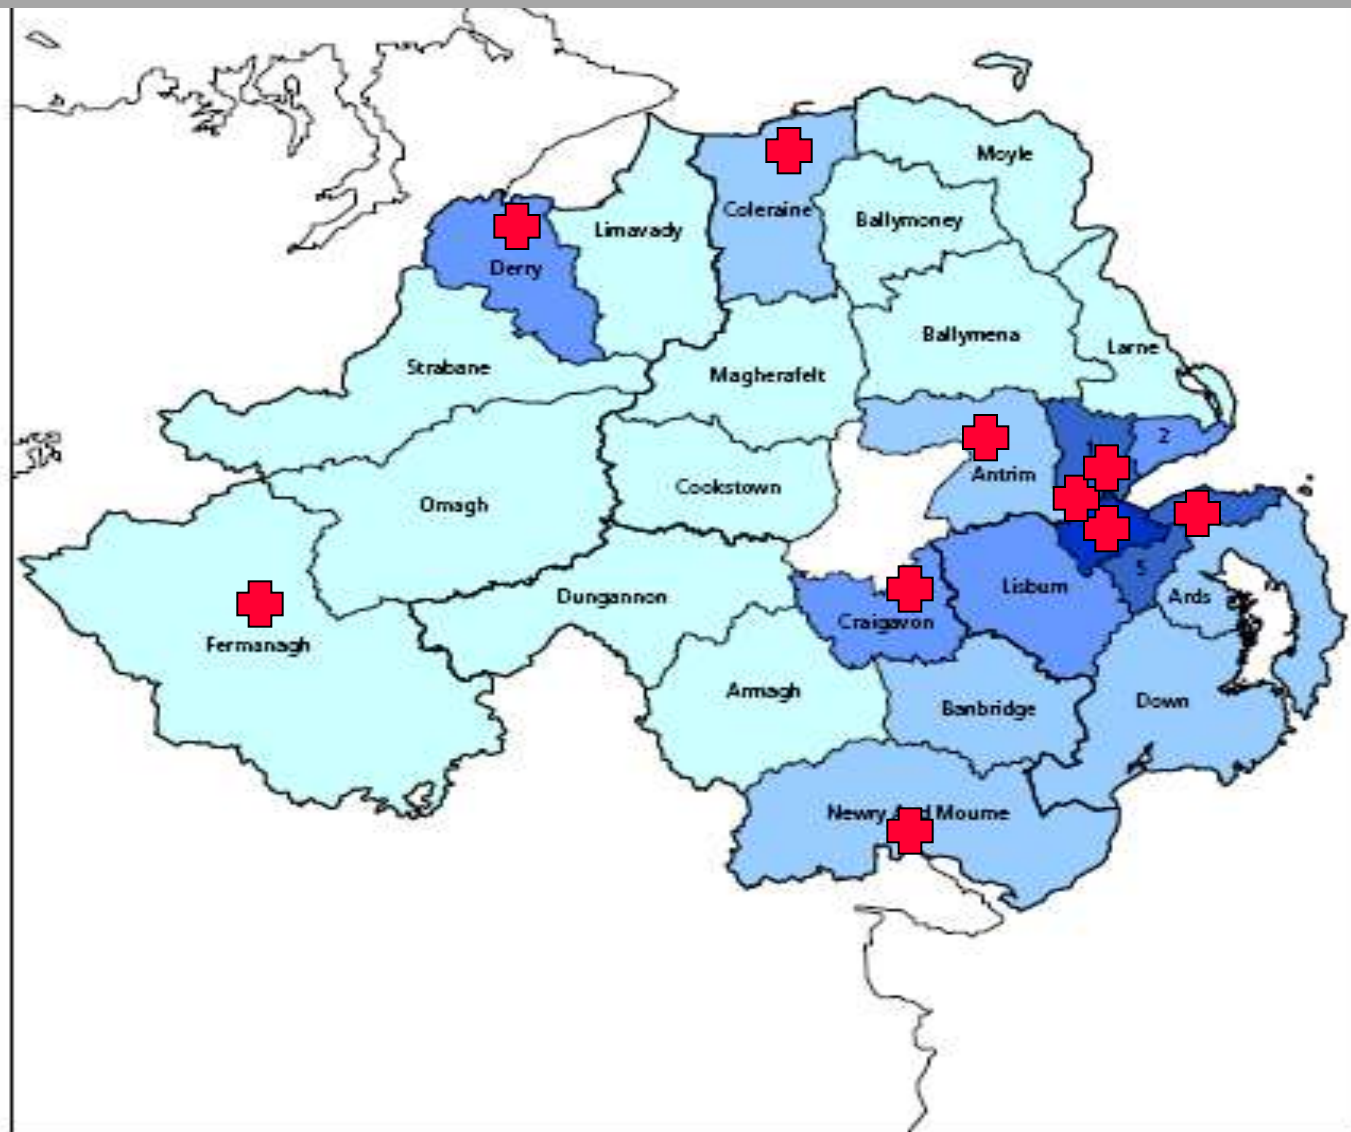 Moyle
Coleraine
Ballymoney
Limavady
Derry
Ballymena
Larne
Strabane
Magherafelt
2
Antrim
Cookstown
Omagh
5
Lisburn
Ards
Dungannon
Craigavon
Fermanagh
Armagh
Down
Banbridge
Newry And Mourne